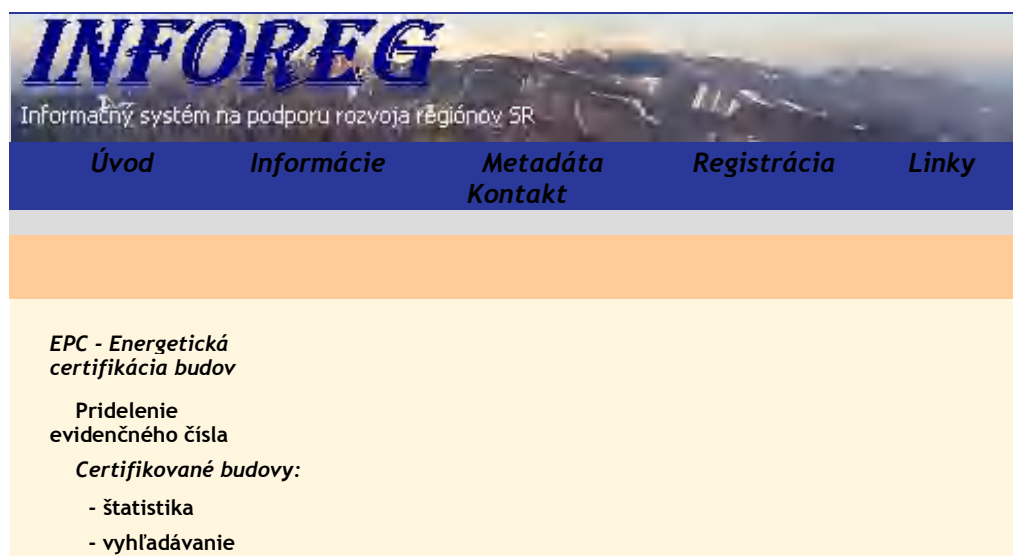 INFOREG
Informačný systém na podporu rozvoja regiónov SR
Úvod Informácie Metadáta Registrácia Linky
Kontakt
EPC - Energetická
certifikácia budov
Pridelenie
evidenčného čísla
Certifikované budovy:
- štatistika
- vyhľadávanie